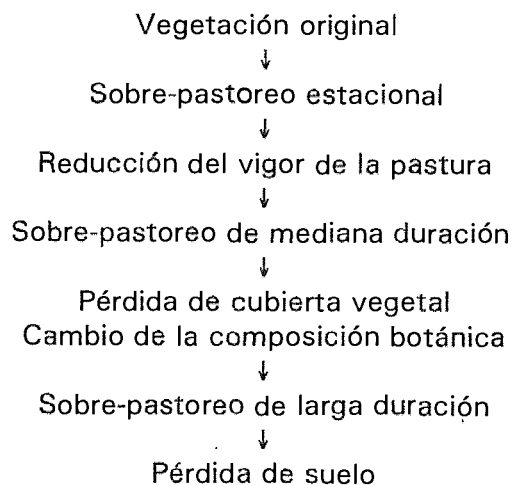 Vegetación original
↓
Sobre-pastoreo estacional
↓
Reducción del vigor de la pastura
↓
Sobre-pastoreo de mediana duración
↓
Pérdida de cubierta vegetal
Cambio de la composición botánica
↓
Sobre-pastoreo de larga duración
↓
Pérdida de suelo